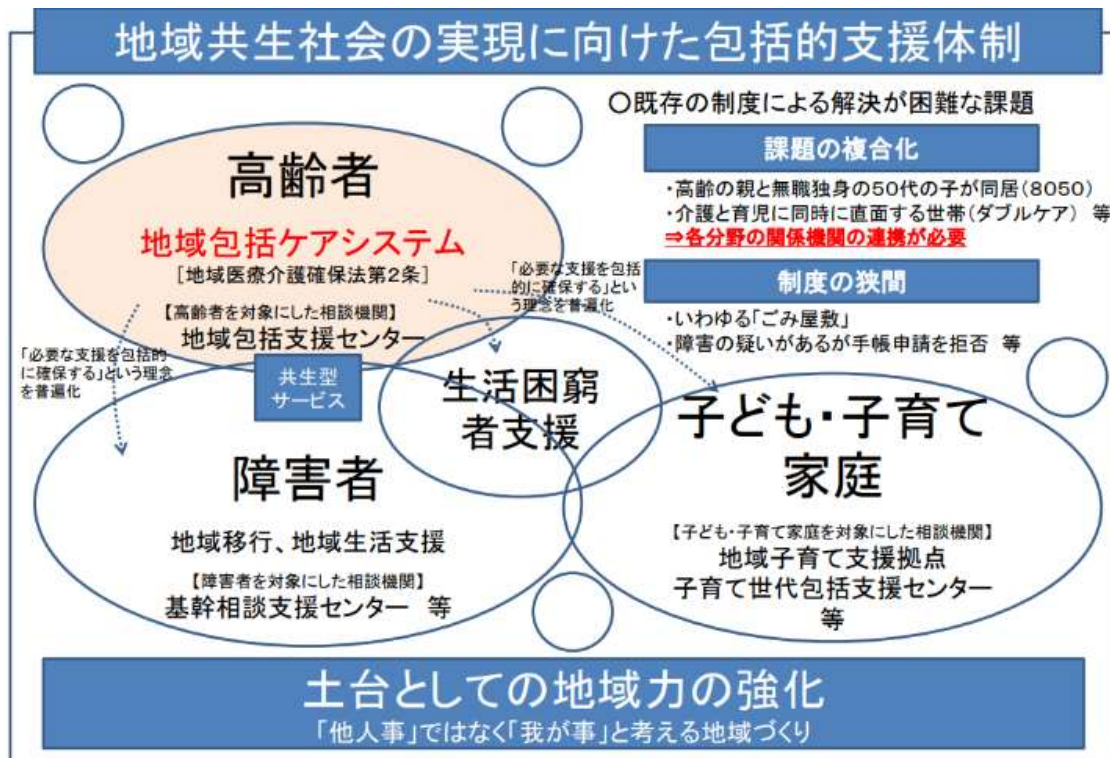 地域共生社会の実現に向けた包括的支援体制
○既存の制度による解決が困難な課題
課題の複合化
・高齢の親と無職独身の50代の子が同居(8050)
・介護と育児に同時に直面する世帯(ダブルケア) 等
⇒各分野の関係機関の連携が必要
制度の狭間
・いわゆる「ごみ屋敷」
・障害の疑いがあるが手帳申請を拒否 等
高齢者
地域包括ケアシステム
[地域医療介護確保法第2条]
【高齢者を対象にした相談機関】
地域包括支援センター
「必要な支援を包括
的に確保する」とい
う理念を普遍化
「必要な支援を包括的
に確保する」という理念
を普遍化
共生型
サービス
生活困窮
者支援
障害者
地域移行、地域生活支援
【障害者を対象にした相談機関】
基幹相談支援センター 等
子ども・子育て
家庭
【子ども・子育て家庭を対象にした相談機関】
地域子育て支援拠点
子育て世代包括支援センター
等
土台としての地域力の強化
「他人事」ではなく「我が事」と考える地域づくり